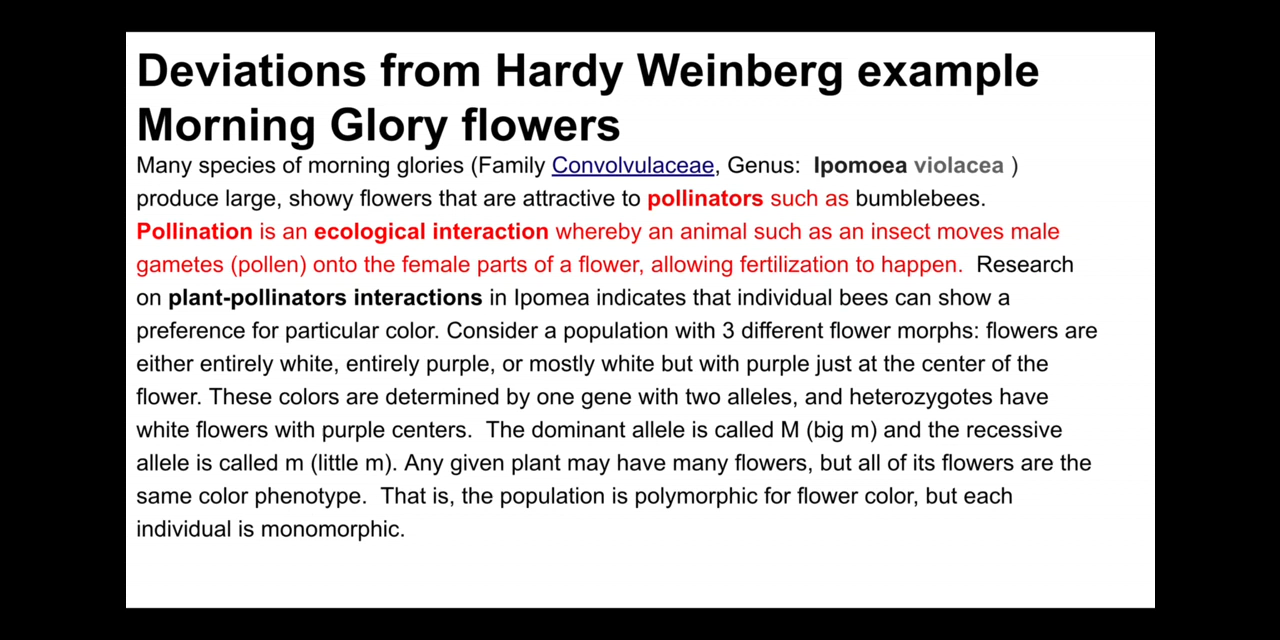 Deviations from Hardy Weinberg example
Morning Glory flowers
Many species of morning glories (Family Convolvulaceae, Genus: Ipomoea violacea )
produce large, showy flowers that are attractive to pollinators such as bumblebees.
Pollination is an ecological interaction whereby an animal such as an insect moves male
gametes (pollen) onto the female parts of a flower, allowing fertilization to happen. Research
on plant-pollinators interactions in Ipomea indicates that individual bees can show a
preference for particular color. Consider a population with 3 different flower morphs: flowers are
either entirely white, entirely purple, or mostly white but with purple just at the center of the
flower. These colors are determined by one gene with two alleles, and heterozygotes have
white flowers with purple centers. The dominant allele is called M (big m) and the recessive
allele is called m (little m). Any given plant may have many flowers, but all of its flowers are the
same color phenotype. That is, the population is polymorphic for flower color, but each
individual is monomorphic.